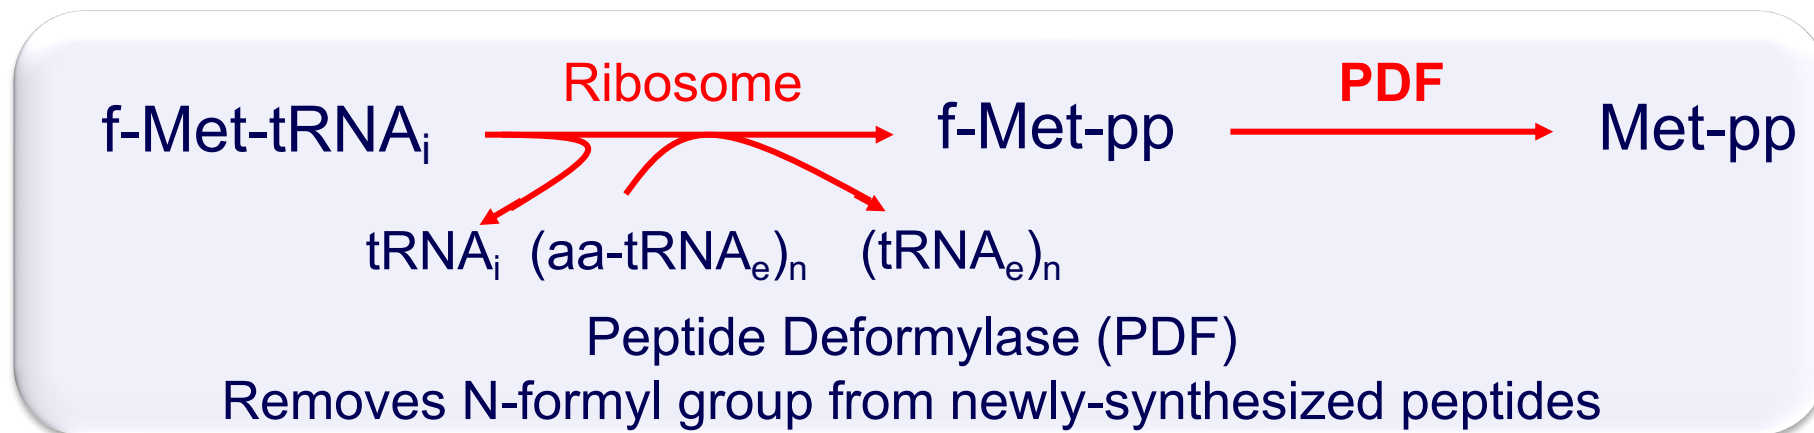 Ribosome PDF
f-Met-tRNAi f-Met-pp Met-pp
tRNAi (aa-tRNAe)n (tRNAe)n
Peptide Deformylase (PDF)
Removes N-formyl group from newly-synthesized peptides